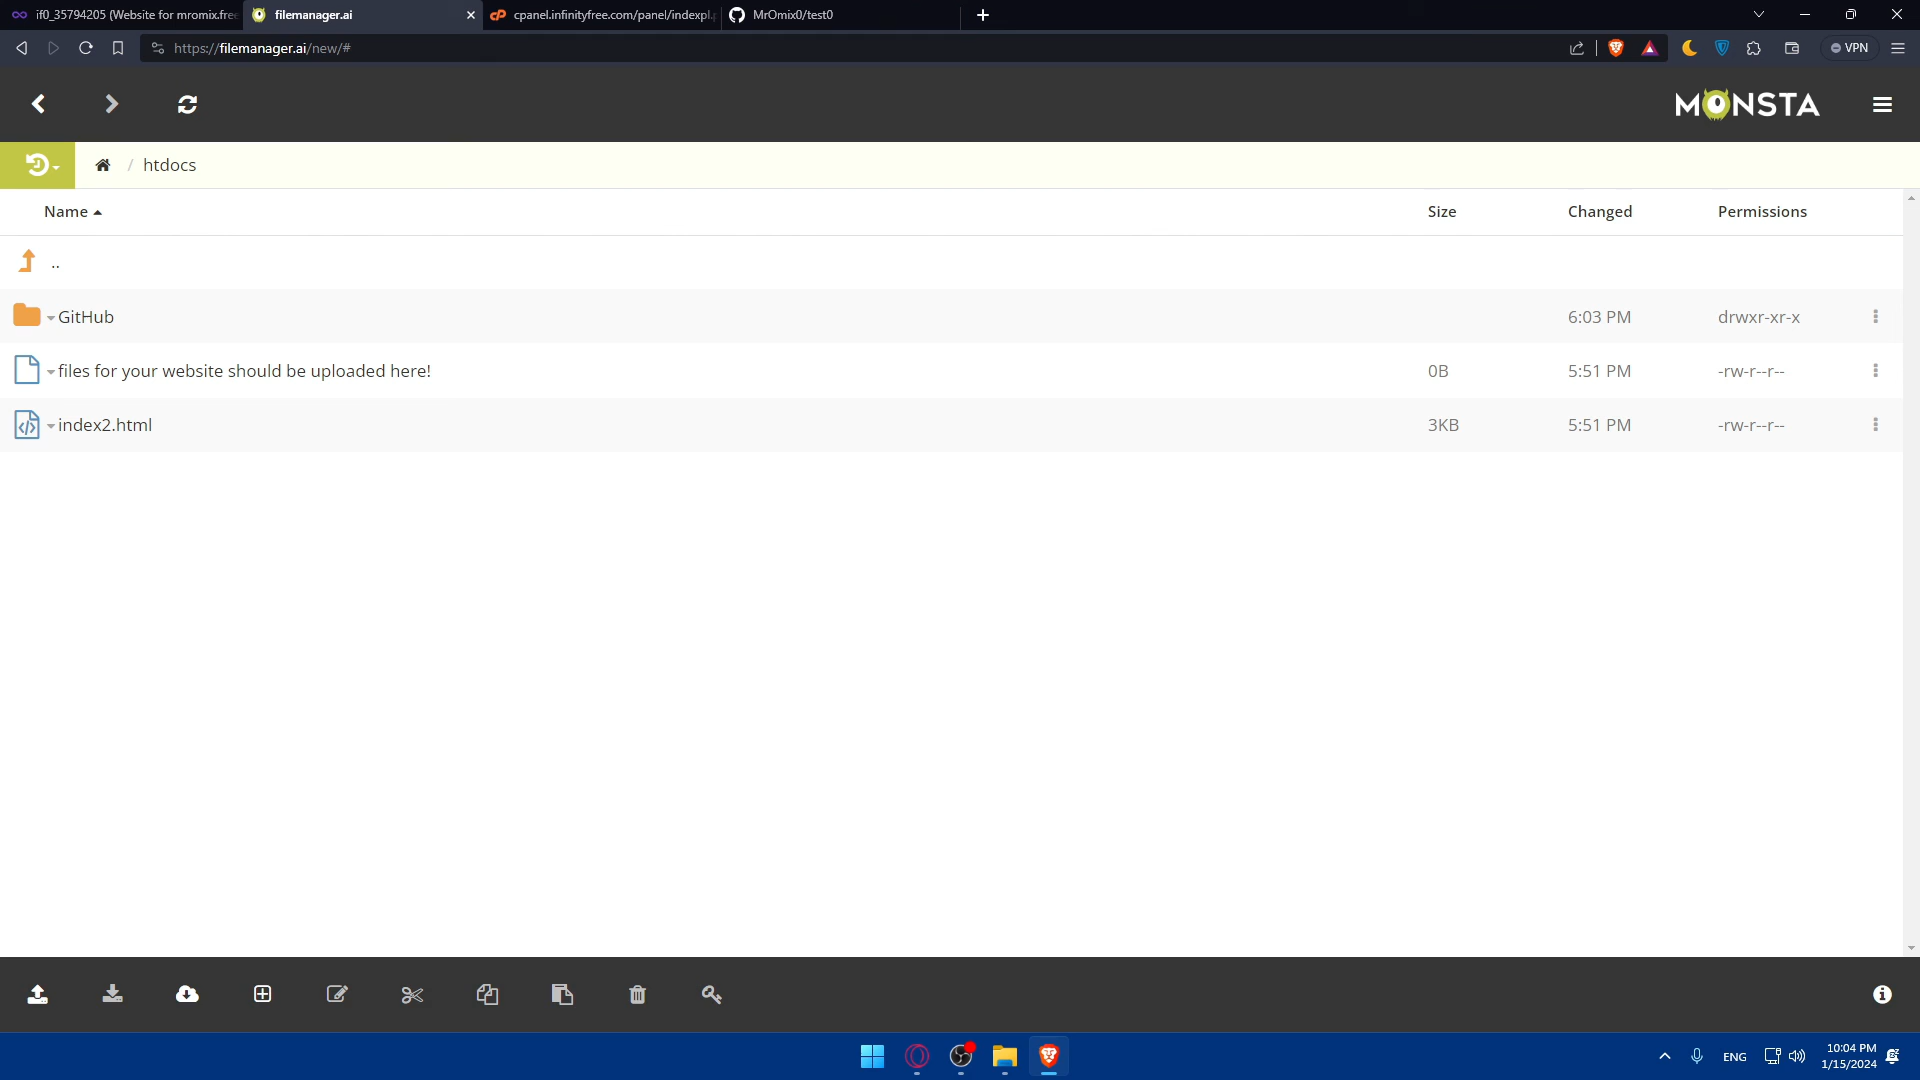 if0_35794205 (Website for mromix.free
filemanager.ai
cpanel.infinityfree.com/panel/indexpl.p
MrOmix0/test0
https://filemanager.ai/new/#
VPN
MONSTA
/ htdocs
Name Size Changed Permissions
..
GitHub 6:03 PM drwxr-xr-x
files for your website should be uploaded here! 0B 5:51 PM -rw-r--r--
index2.html 3KB 5:51 PM -rw-r--r--
ENG
10:04 PM
1/15/2024